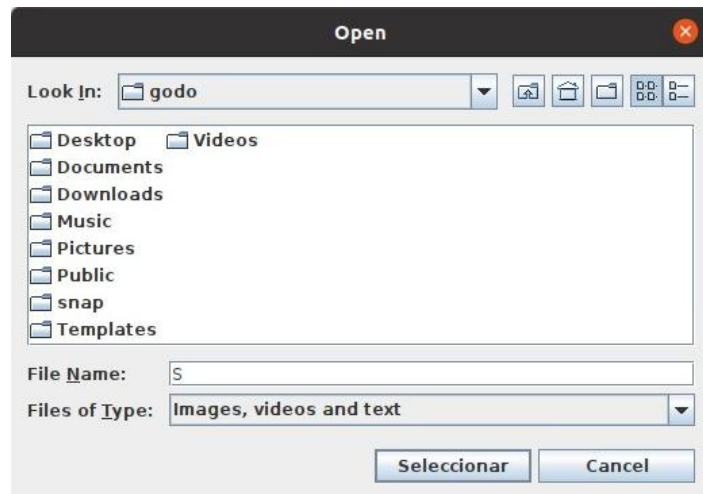 Open
Look In: godo
Desktop Videos
Documents
Downloads
Music
Pictures
Public
snap
Templates
File Name: S
Files of Type: Images, videos and text
Seleccionar Cancel